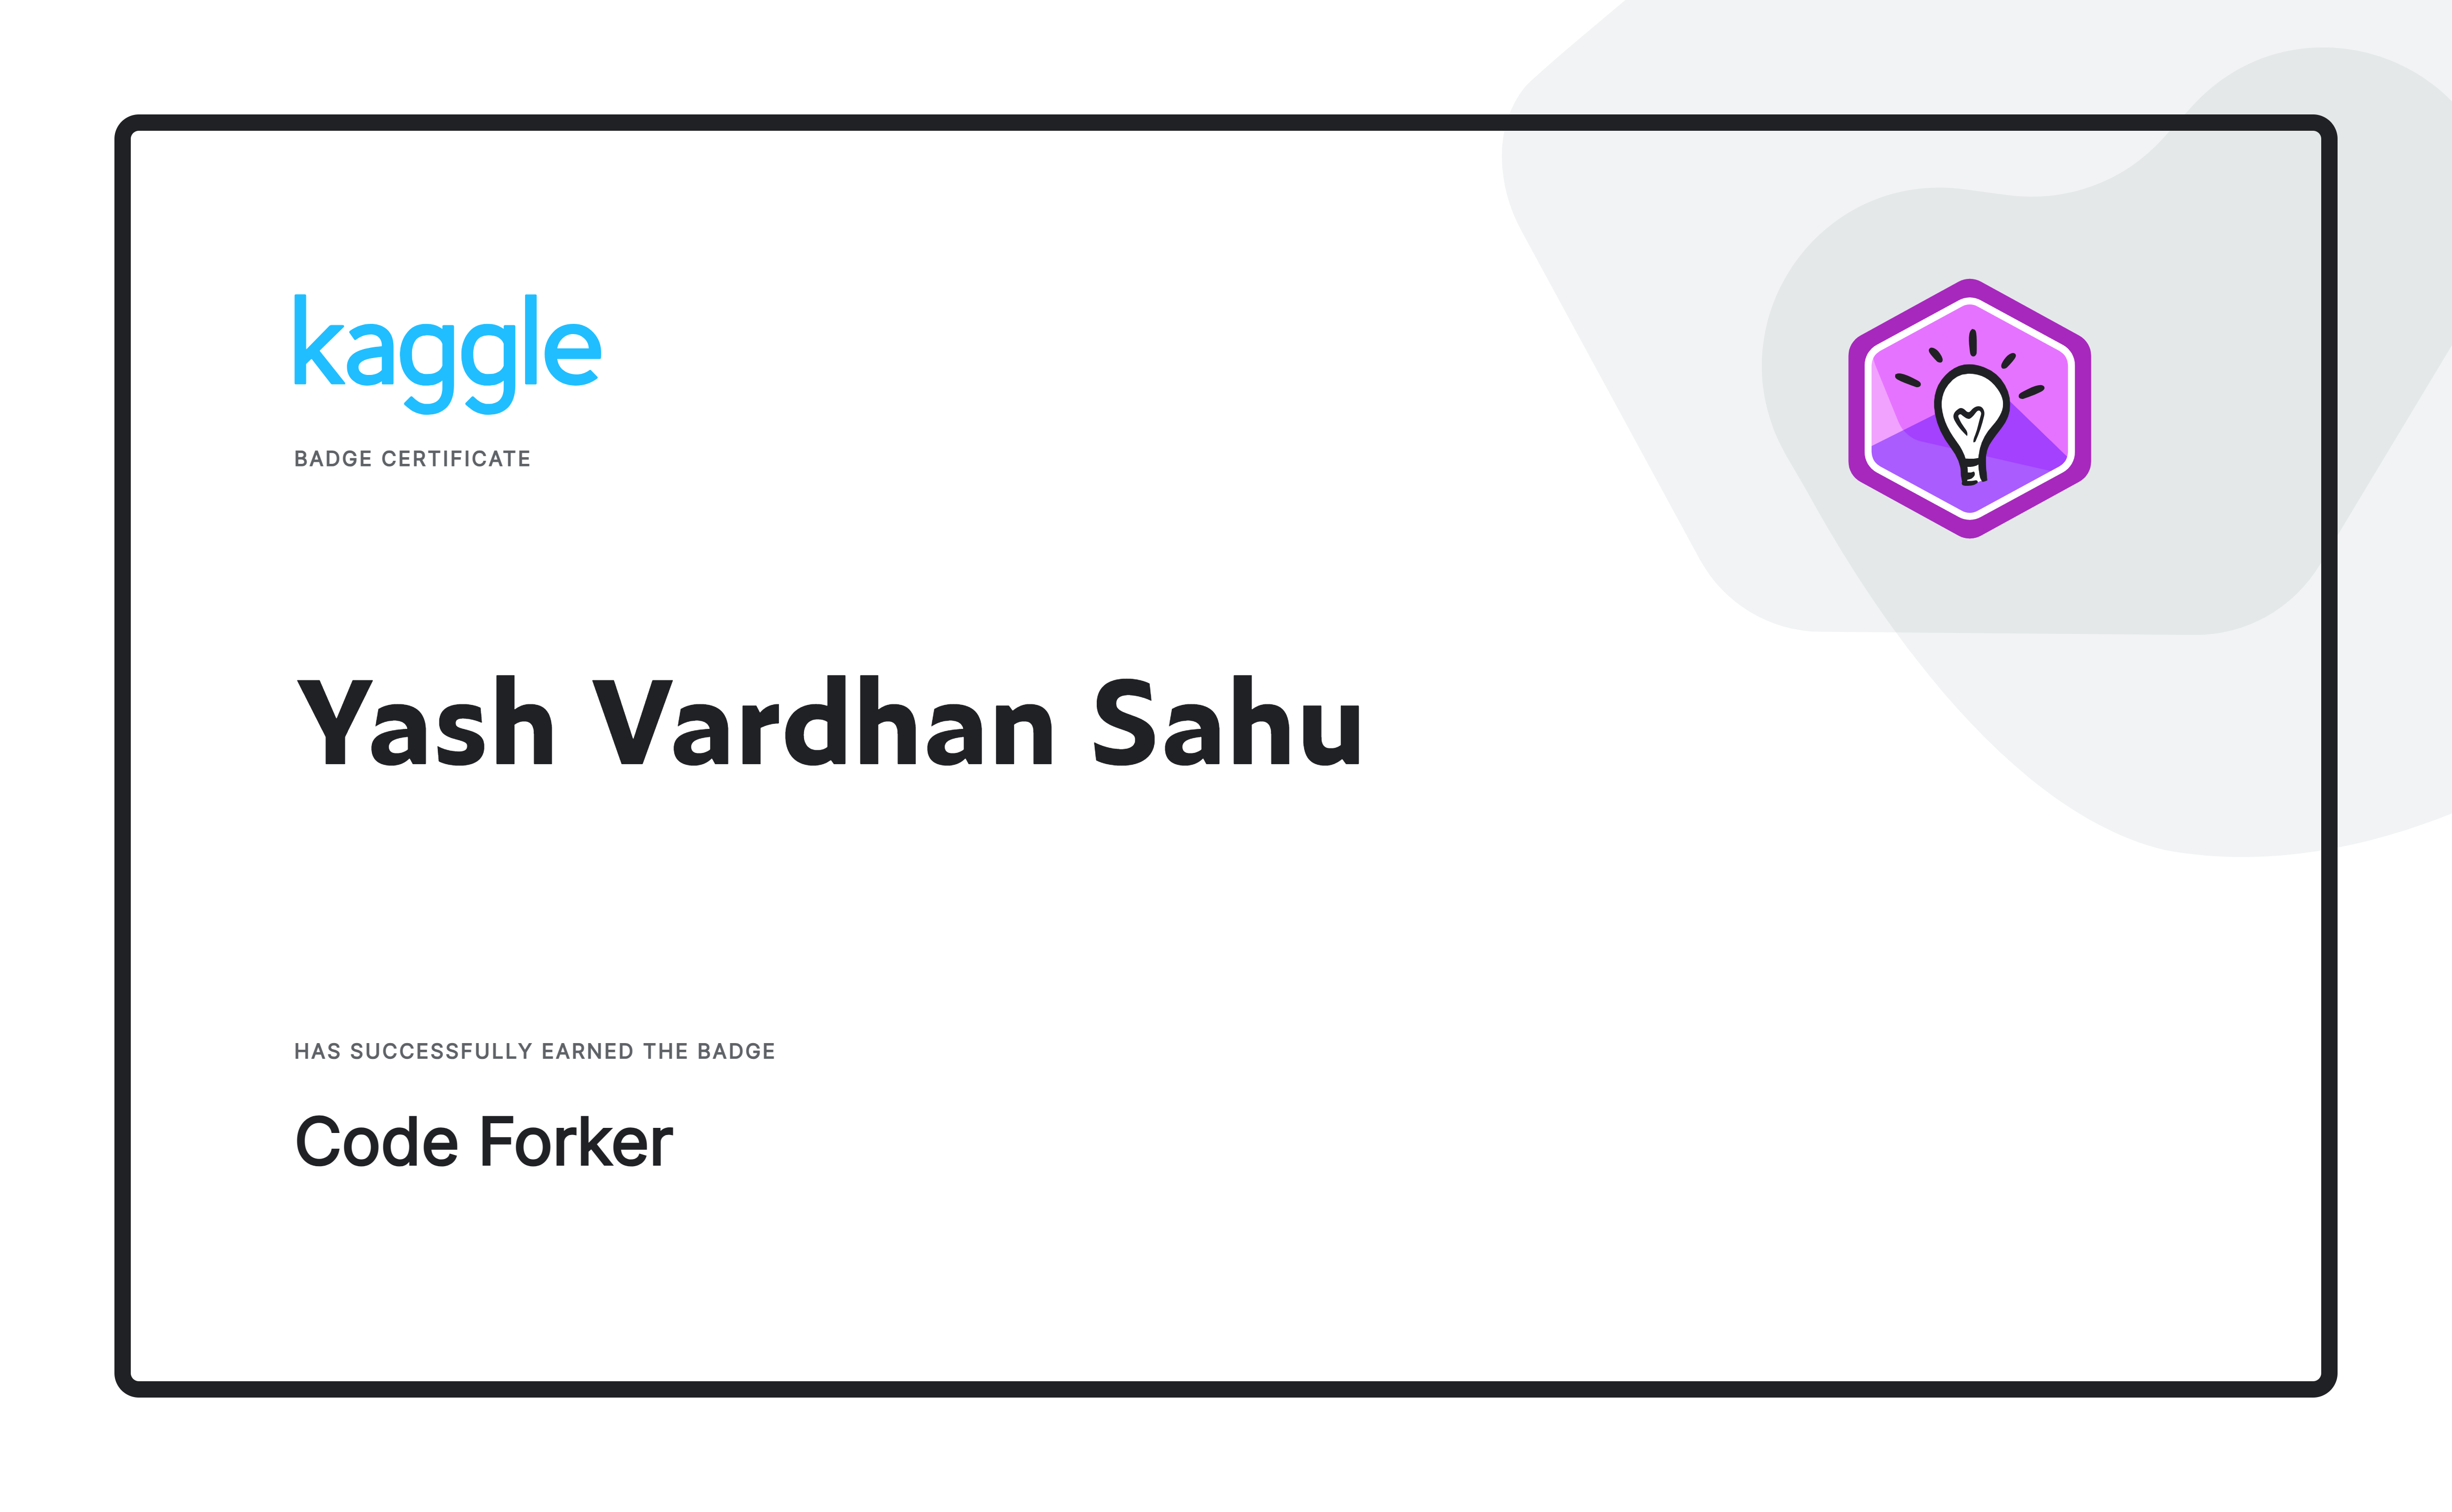 kaggle
BADGE CERTIFICATE
Yash Vardhan Sahu
HAS SUCCESSFULLY EARNED THE BADGE
Code Forker